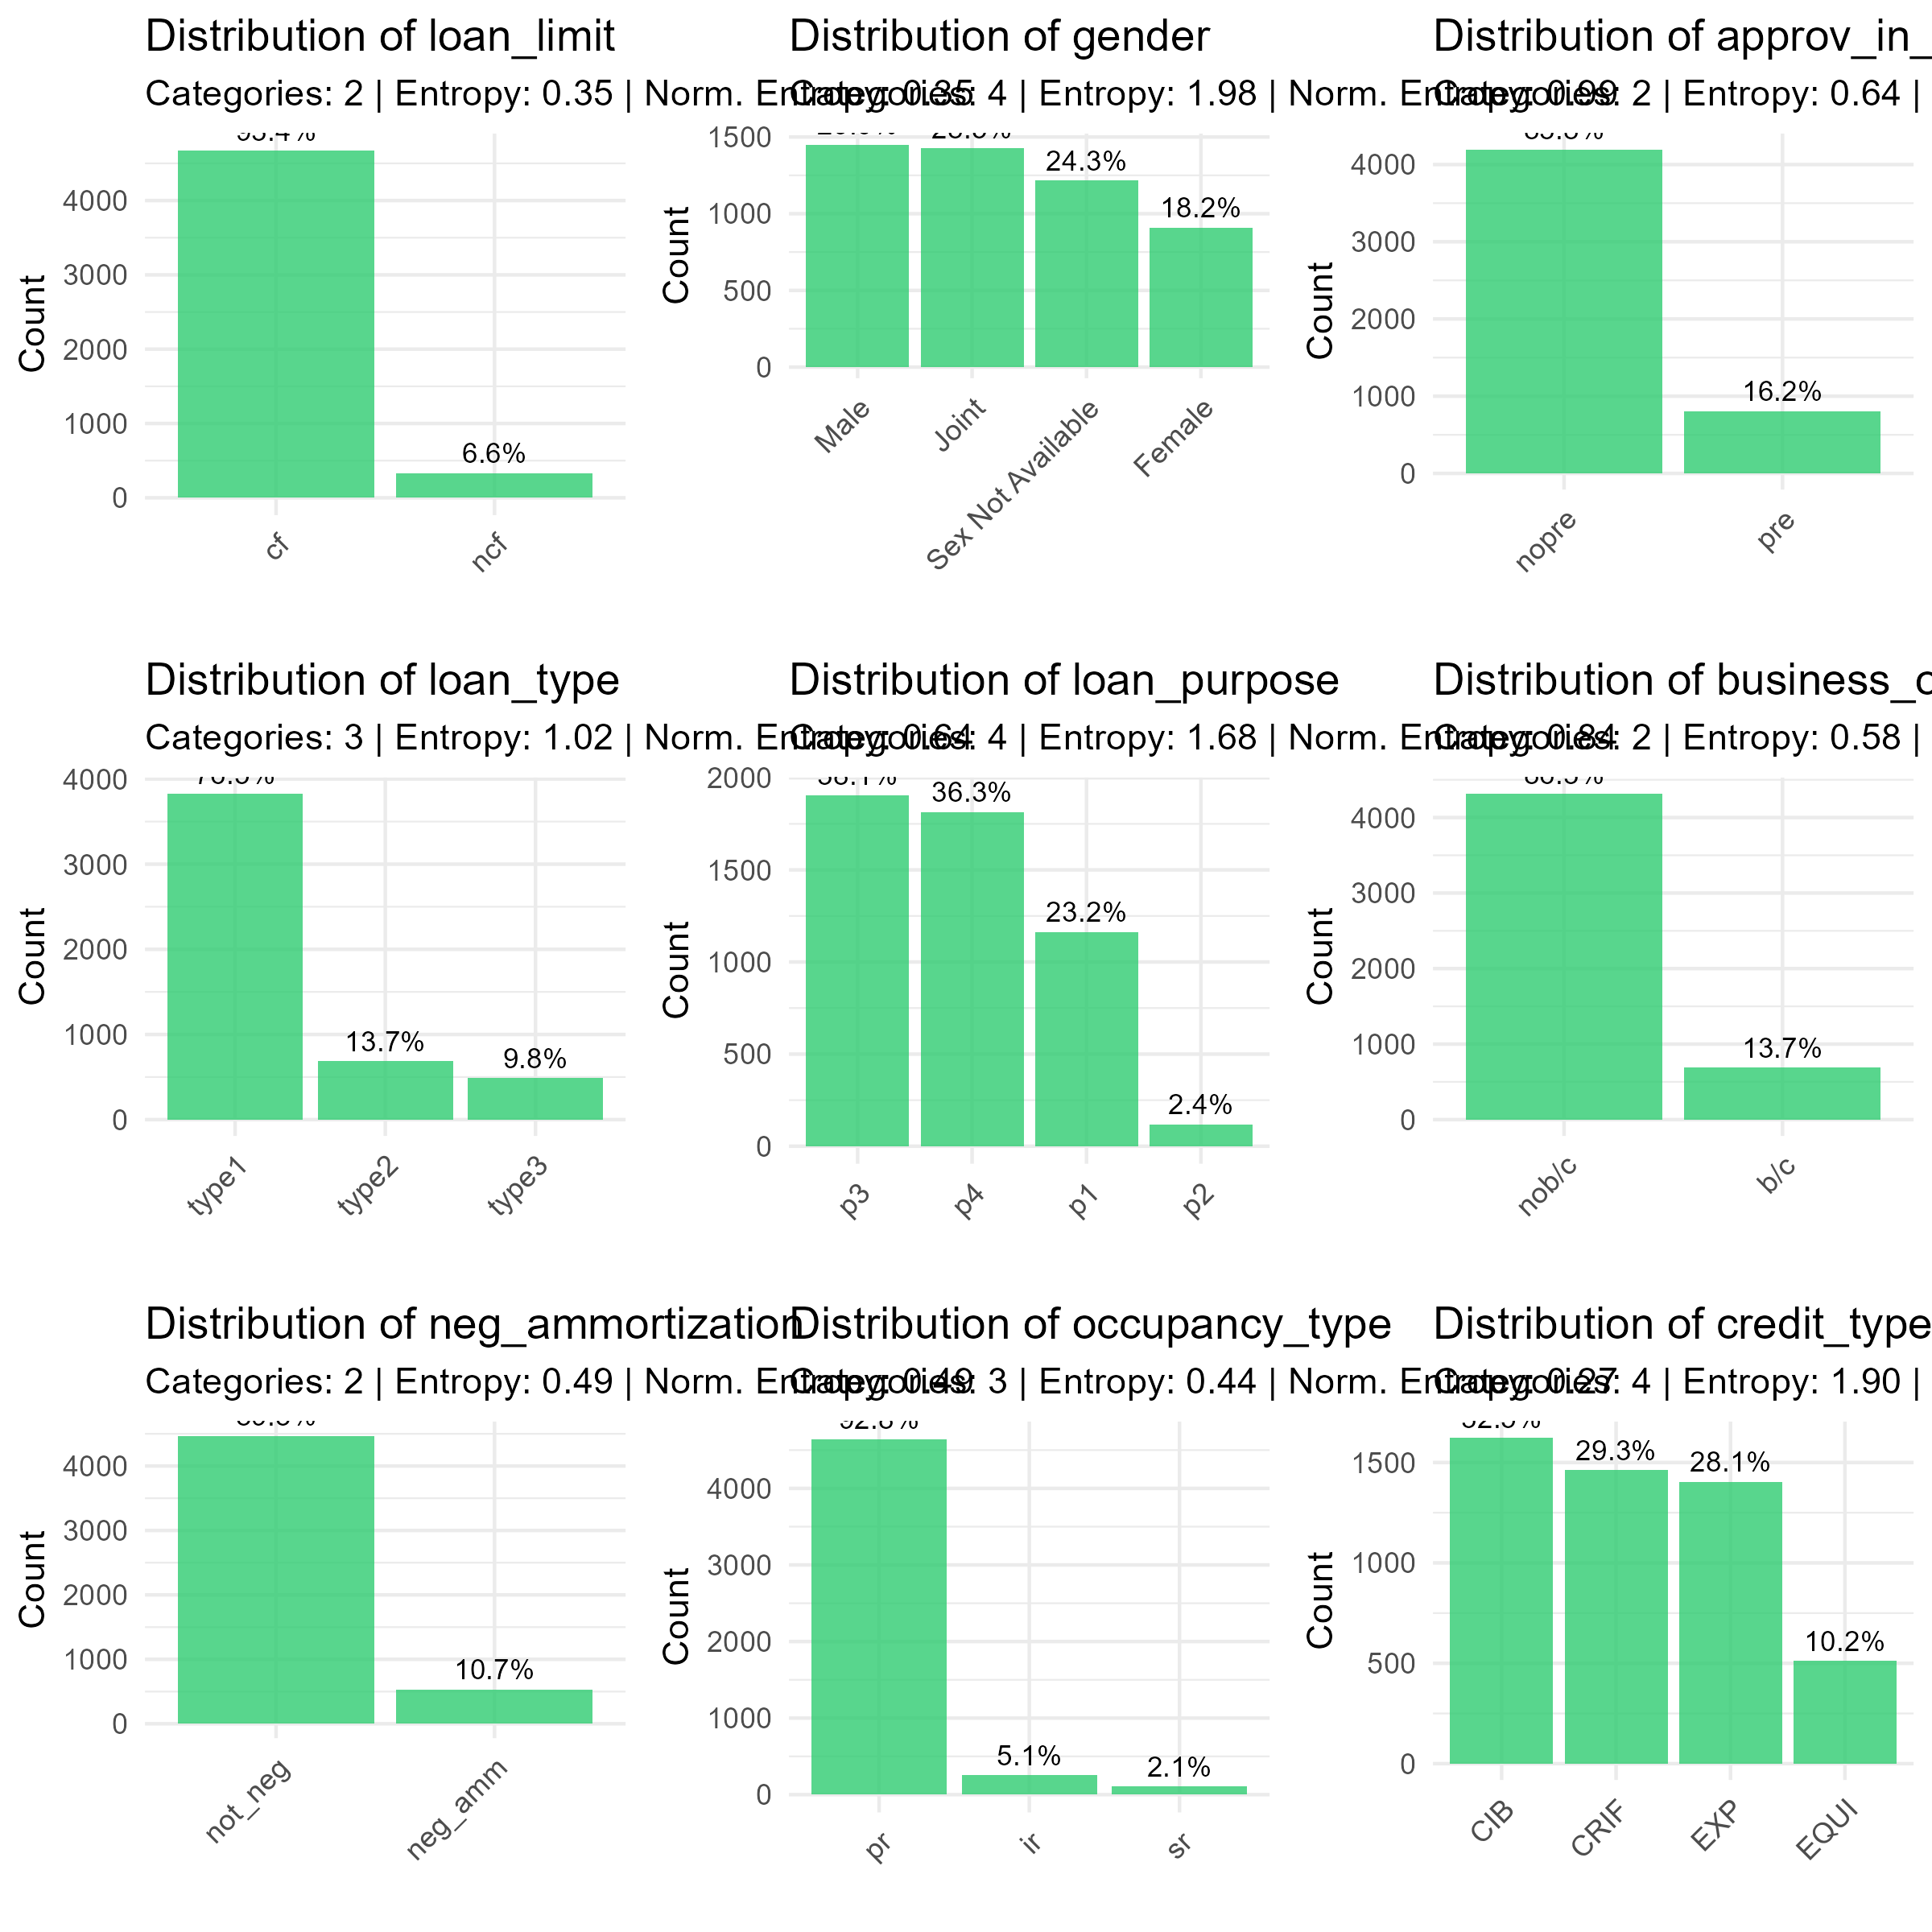 Distribution of loan_limit
Categories: 2 | Entropy: 0.35 | Norm. Entropy: 0.35
93.4%
6.6%
4000
3000
2000
1000
0
Count
cf
ncf
Distribution of gender
Categories: 4 | Entropy: 1.98 | Norm. Entropy: 0.99
24.3%
18.2%
1500
1000
500
0
Count
Male
Joint
Sex Not Available
Female
Distribution of approv_in_
Categories: 2 | Entropy: 0.64 |
16.2%
4000
3000
2000
1000
0
Count
nopre
pre
Distribution of loan_type
Categories: 3 | Entropy: 1.02 | Norm. Entropy: 0.64
13.7%
9.8%
4000
3000
2000
1000
0
Count
type1
type2
type3
Distribution of loan_purpose
Categories: 4 | Entropy: 1.68 | Norm. Entropy: 0.84
38.1%
36.3%
23.2%
2.4%
2000
1500
1000
500
0
Count
p3
p4
p1
p2
Distribution of business_o
Categories: 2 | Entropy: 0.58 |
13.7%
4000
3000
2000
1000
0
Count
nob/c
b/c
Distribution of neg_ammortization
Categories: 2 | Entropy: 0.49 | Norm. Entropy: 0.49
10.7%
4000
3000
2000
1000
0
Count
not_neg
neg_amm
Distribution of occupancy_type
Categories: 3 | Entropy: 0.44 | Norm. Entropy: 0.27
92.8%
5.1%
2.1%
4000
3000
2000
1000
0
Count
pr
ir
sr
Distribution of credit_type
Categories: 4 | Entropy: 1.90 |
29.3%
28.1%
10.2%
1500
1000
500
0
Count
CIB
CRIF
EXP
EQUI